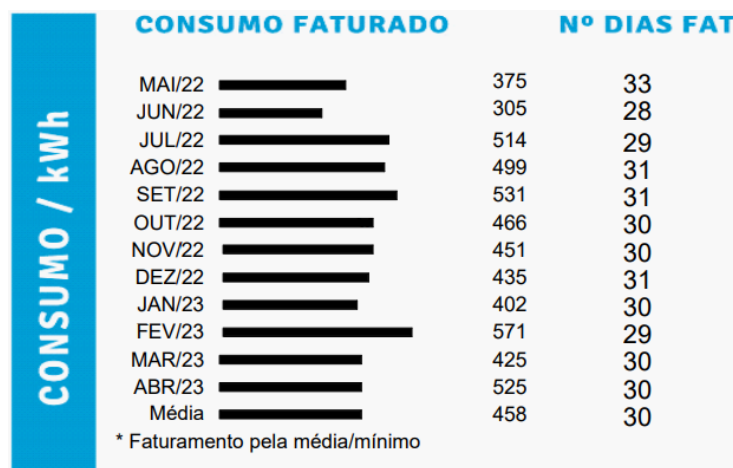 CONSUMO FATURADO Nº DIAS FAT
CONSUMO / kWh
MAI/22 375 33
JUN/22 305 28
JUL/22 514 29
AGO/22 499 31
SET/22 531 31
OUT/22 466 30
NOV/22 451 30
DEZ/22 435 31
JAN/23 402 30
FEV/23 571 29
MAR/23 425 30
ABR/23 525 30
Média 458 30
* Faturamento pela média/mínimo